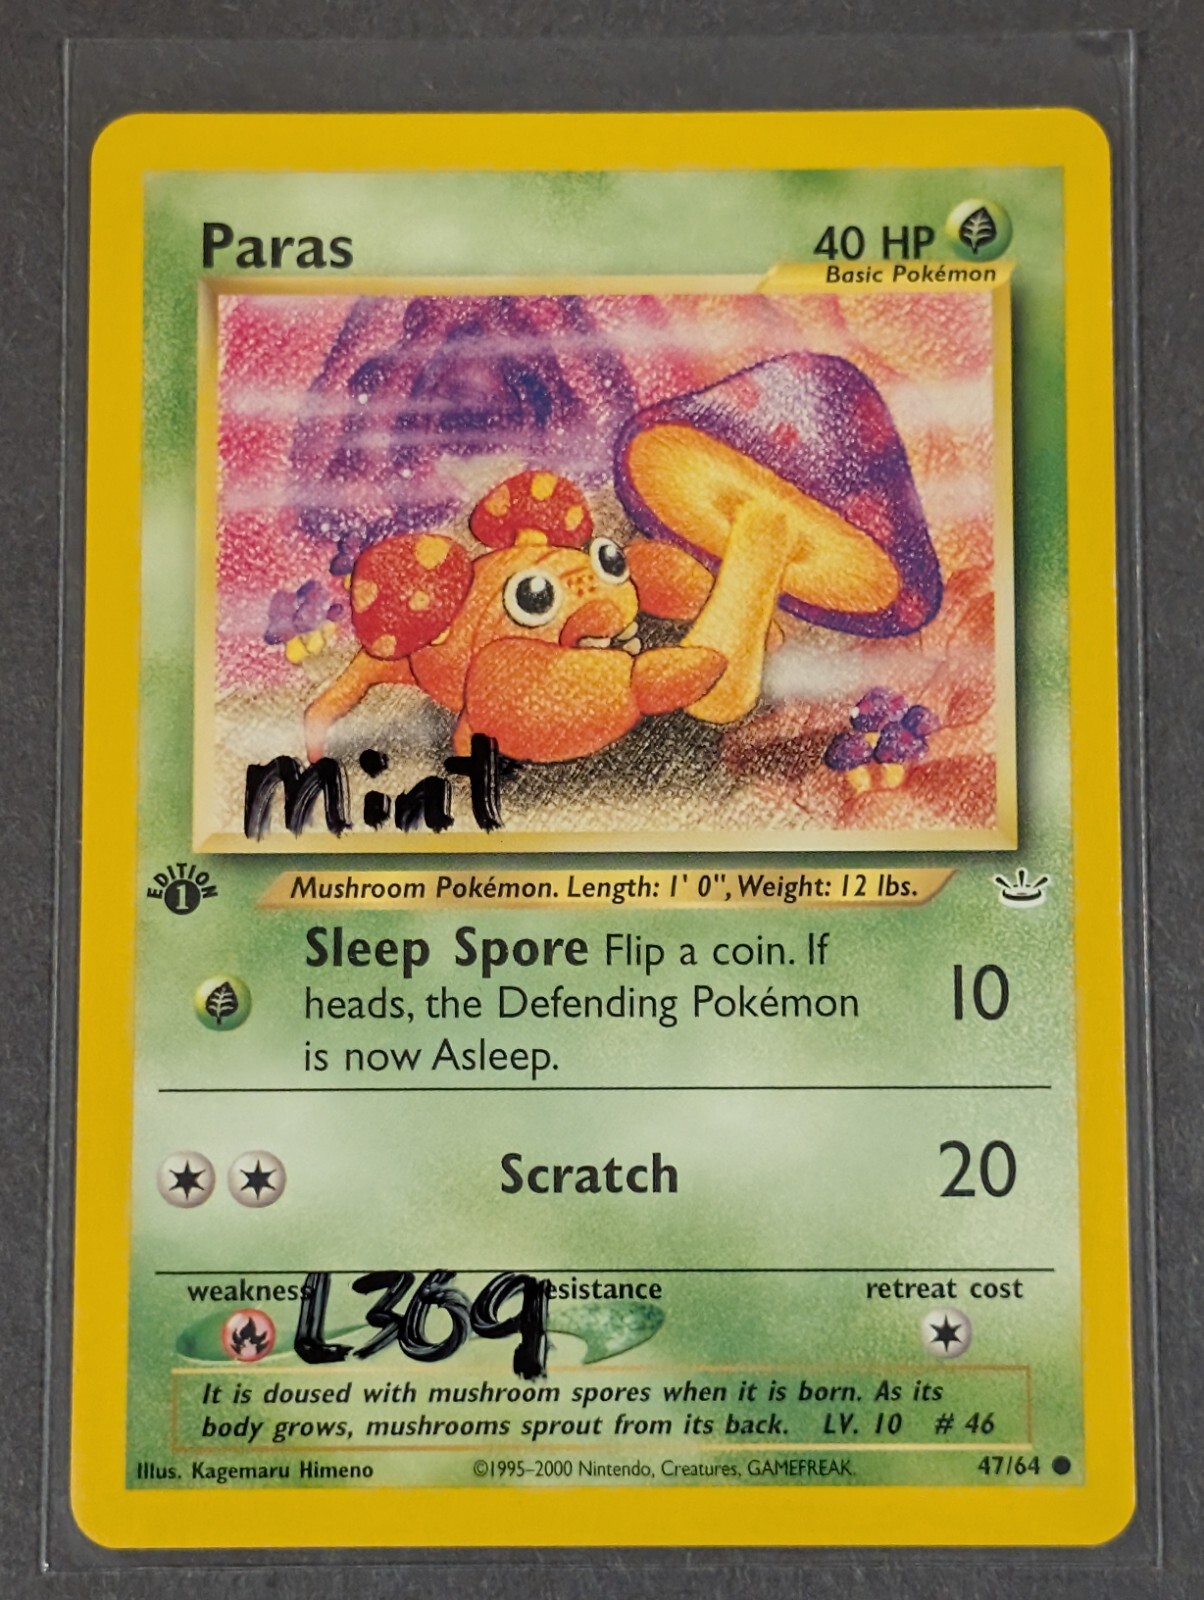 Paras
40 HP
Basic Pokémon
Mint
EDITION
1
Mushroom Pokémon. Length: 1' 0", Weight: 12 lbs.
Sleep Spore Flip a coin. If
heads, the Defending Pokémon
is now Asleep.
10
Scratch 20
weakness resistance retreat cost
L369
It is doused with mushroom spores when it is born. As its
body grows, mushrooms sprout from its back. LV. 10 # 46
Illus. Kagemaru Himeno ©1995–2000 Nintendo, Creatures, GAMEFREAK. 47/64